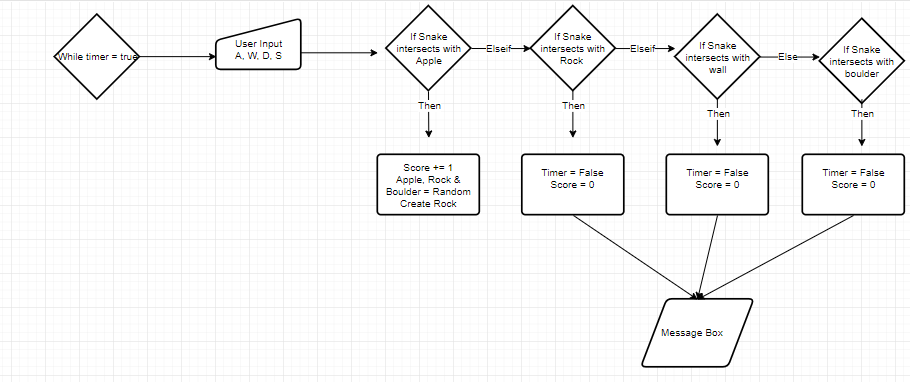 While timer = true
User Input
A, W, D, S
If Snake
intersects with
Apple
Elseif
If Snake
intersects with
Rock
Elseif
If Snake
intersects with
wall
Else
If Snake
intersects with
boulder
Then
Then
Then
Then
Score += 1
Apple, Rock &
Boulder = Random
Create Rock
Timer = False
Score = 0
Timer = False
Score = 0
Timer = False
Score = 0
Message Box